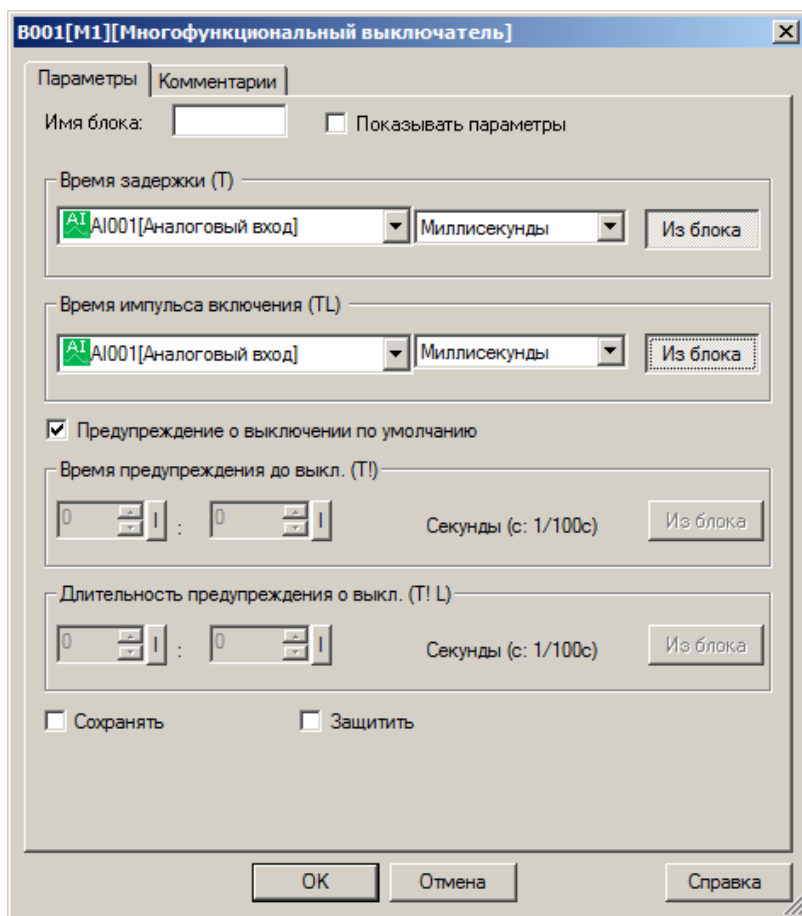 B001[M1][Многофункциональный выключатель]
Параметры Комментарии
Имя блока: Показывать параметры
Время задержки (T)
AI AI001[Аналоговый вход] Миллисекунды Из блока
Время импульса включения (TL)
AI AI001[Аналоговый вход] Миллисекунды Из блока
Предупреждение о выключении по умолчанию
Время предупреждения до выкл. (T!)
0 : 0 Секунды (с: 1/100с) Из блока
Длительность предупреждения о выкл. (T! L)
0 : 0 Секунды (с: 1/100с) Из блока
Сохранять Защитить
OK Отмена Справка